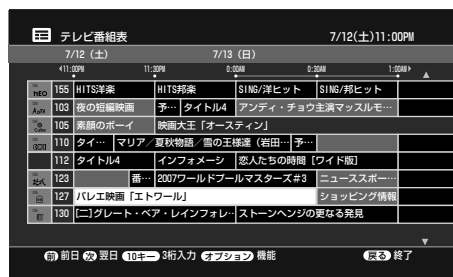 テレビ番組表 7/12(土)11:00PM
7/12（土） 7/13（日）
11:00PM 11:30PM 0:00AM 0:30AM 1:00AM
155 HITS洋楽 HITS邦楽 SING/洋ヒット SING/邦ヒット
103 夜の短編映画 予… タイトル4 アンディ・チョウ主演マッスルモ…
105 素顔のボーイ 映画大王「オースティン」
110 タイ… マリア／夏秋物語／雪の王様達（岩田… 予…
112 タイトル4 インフォメーシ 恋人たちの時間［ワイド版］
123 番… 2007ワールドプールマスターズ#3 ニューススポー…
127 バレエ映画「エトワール」 ショッピング情報
130 [二]グレート・ベア・レインフォレ… ストーンヘンジの更なる発見
前 前日 次 翌日 10キー 3桁入力 オプション 機能 戻る 終了